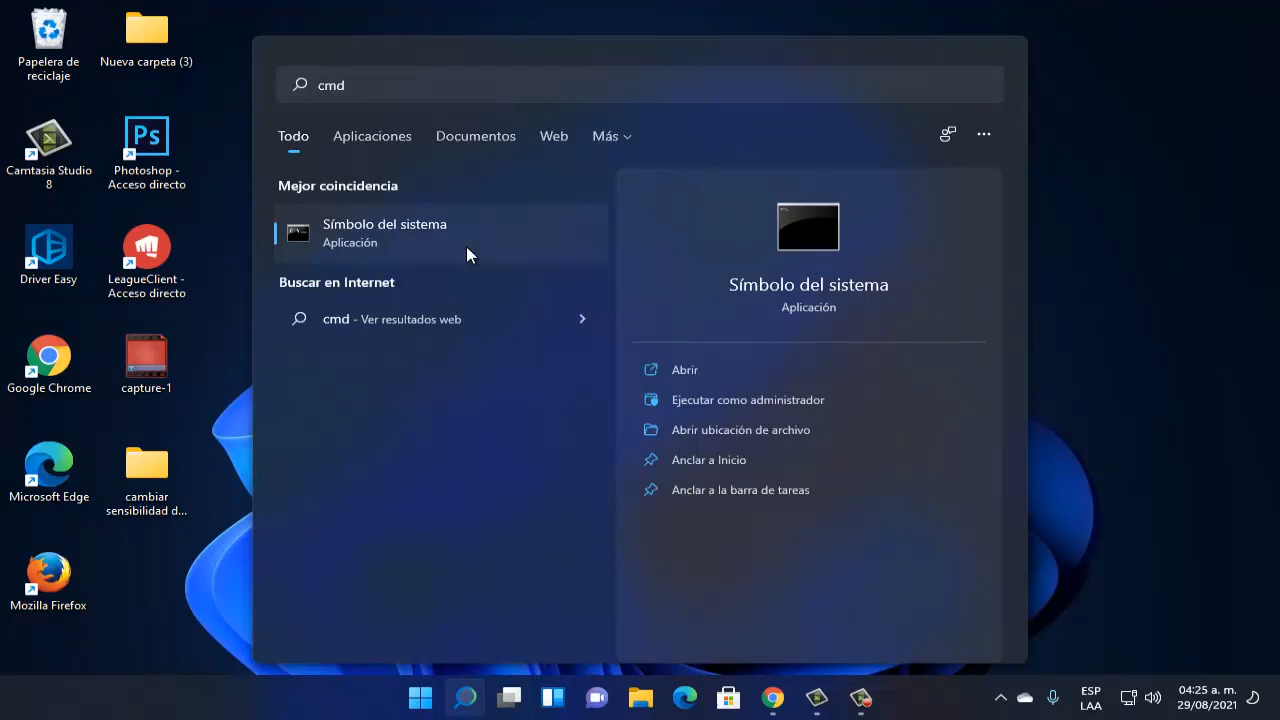 Papelera de
reciclaje
Nueva carpeta (3)
Camtasia Studio
8
Ps
Photoshop -
Acceso directo
Driver Easy
LeagueClient -
Acceso directo
Google Chrome
capture-1
Microsoft Edge
cambiar
sensibilidad d...
Mozilla Firefox
cmd
Todo
Aplicaciones
Documentos
Web
Más
Mejor coincidencia
Símbolo del sistema
Aplicación
Buscar en Internet
cmd - Ver resultados web
Símbolo del sistema
Aplicación
Abrir
Ejecutar como administrador
Abrir ubicación de archivo
Anclar a Inicio
Anclar a la barra de tareas
ESP
LAA
04:25 a. m.
29/08/2021